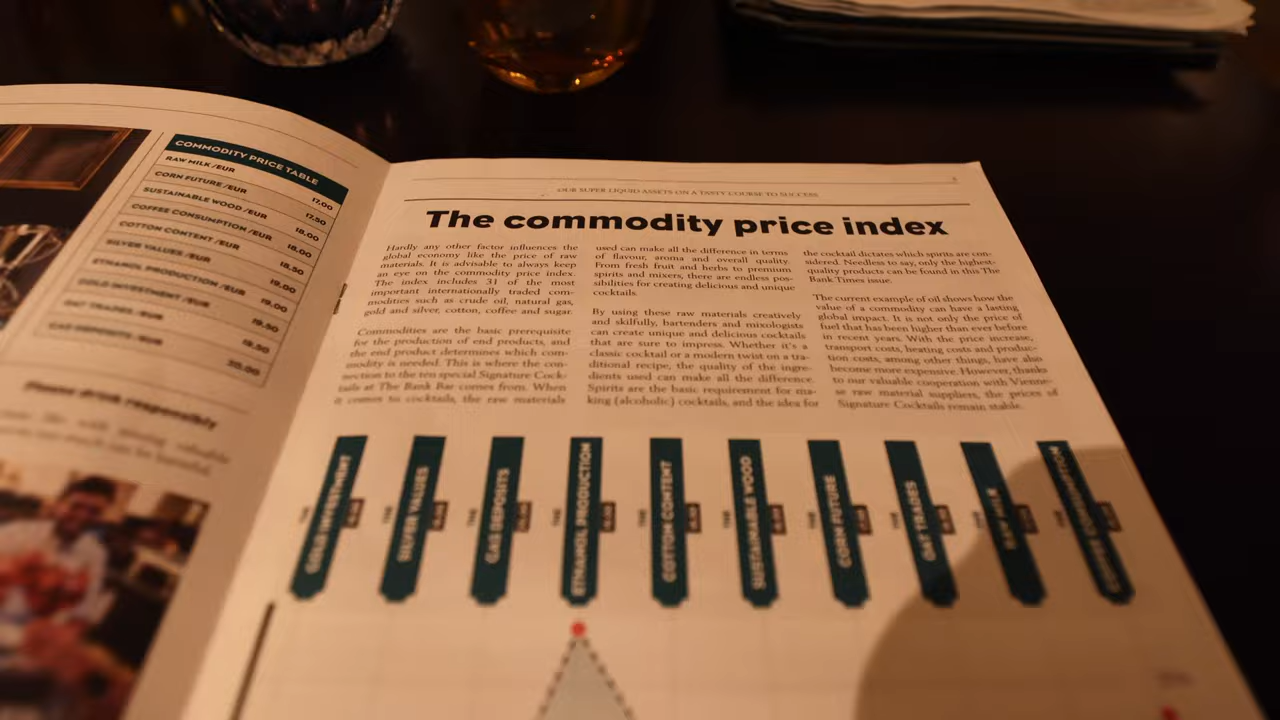 COMMODITY PRICE TABLE
RAW MILK /EUR 17.00
CORN FUTURE /EUR 17.50
SUSTAINABLE WOOD /EUR 18.00
COFFEE CONSUMPTION /EUR 18.00
COTTON CONTENT /EUR 18.50
SILVER VALUES /EUR 19.00
ETHANOL PRODUCTION /EUR 19.00
GOLD INVESTMENT /EUR 19.50
OAT TRADES /EUR 19.50
GAS DEPOSITS /EUR 20.00
Please drink responsibly
OUR SUPER LIQUID ASSETS ON A TASTY COURSE TO SUCCESS
The commodity price index
Hardly any other factor influences the
global economy like the price of raw
materials. It is advisable to always keep
an eye on the commodity price index.
The index includes 31 of the most
important internationally traded com-
modities such as crude oil, natural gas,
gold and silver, cotton, coffee and sugar.
Commodities are the basic prerequisite
for the production of end products, and
the end product determines which com-
modity is needed. This is where the con-
nection to the ten special Signature Cock-
tails at The Bank Bar comes from. When
it comes to cocktails, the raw materials
used can make all the difference in terms
of flavour, aroma and overall quality.
From fresh fruit and herbs to premium
spirits and mixers, there are endless pos-
sibilities for creating delicious and unique
cocktails.
By using these raw materials creatively
and skilfully, bartenders and mixologists
can create unique and delicious cocktails
that are sure to impress. Whether it's a
classic cocktail or a modern twist on a tra-
ditional recipe, the quality of the ingre-
dients used can make all the difference.
Spirits are the basic requirement for ma-
king (alcoholic) cocktails, and the idea for
the cocktail dictates which spirits are con-
sidered. Needless to say, only the highest-
quality products can be found in this The
Bank Times issue.
The current example of oil shows how the
value of a commodity can have a lasting
global impact. It is not only the price of
fuel that has been higher than ever before
in recent years. With the price increase,
transport costs, heating costs and produc-
tion costs, among other things, have also
become more expensive. However, thanks
to our valuable cooperation with Vienne-
se raw material suppliers, the prices of
Signature Cocktails remain stable.
GOLD INVESTMENT
SILVER VALUES
GAS DEPOSITS
ETHANOL PRODUCTION
COTTON CONTENT
SUSTAINABLE WOOD
CORN FUTURE
OAT TRADES
RAW MILK
COFFEE CONSUMPTION